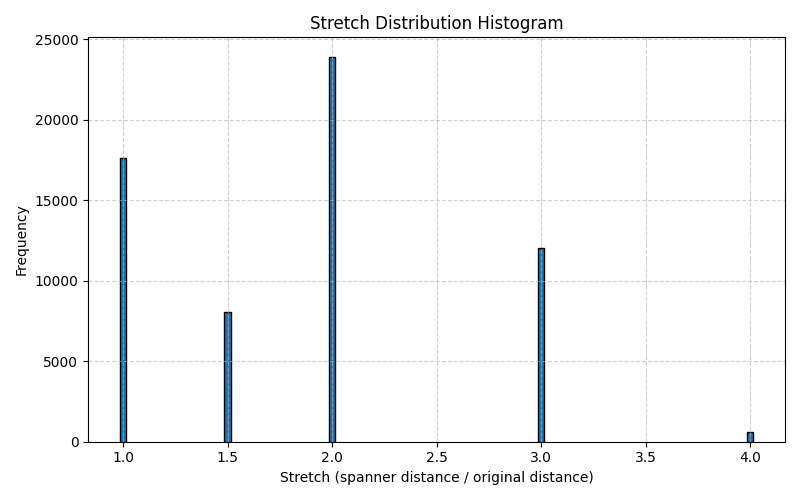 Stretch Distribution Histogram
Frequency
25000
20000
15000
10000
5000
0
1.0 1.5 2.0 2.5 3.0 3.5 4.0
Stretch (spanner distance / original distance)